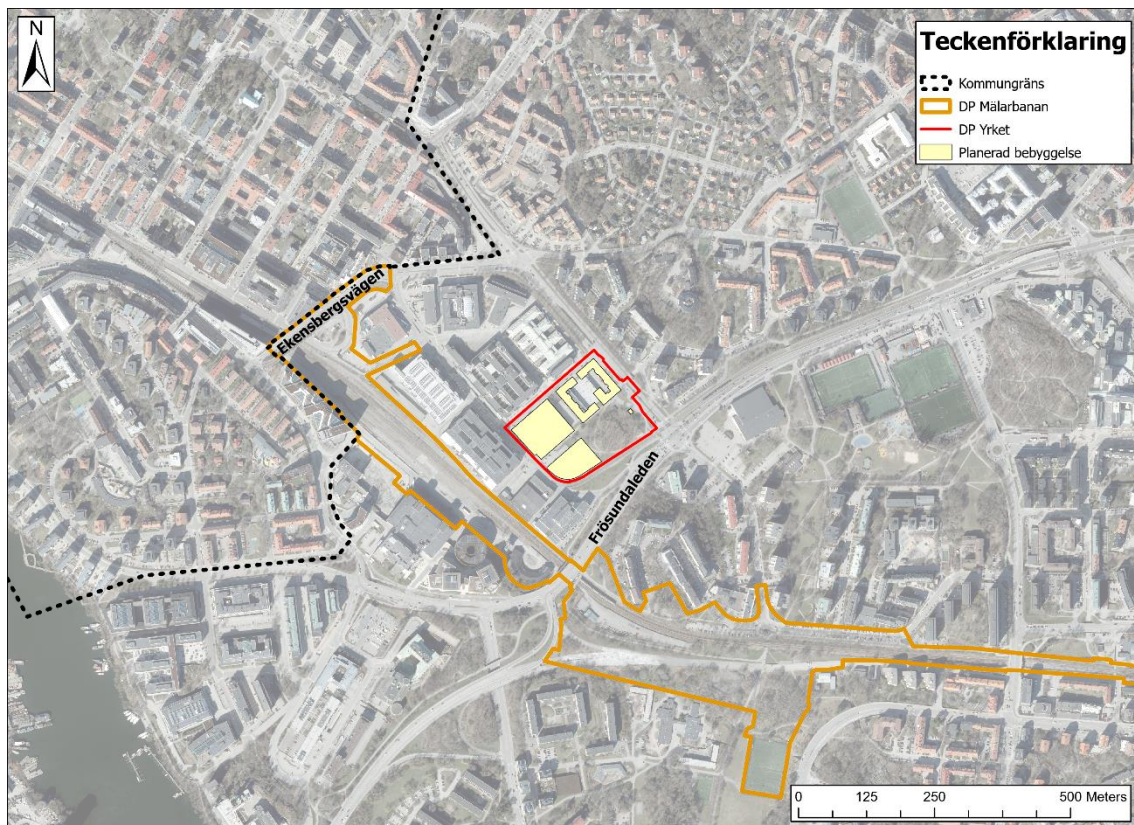 N
Teckenförklaring
Kommungräns
DP Mälarbanan
DP Yrket
Planerad bebyggelse
Ekensbergsvägen
Frösundaleden
0 125 250 500 Meters